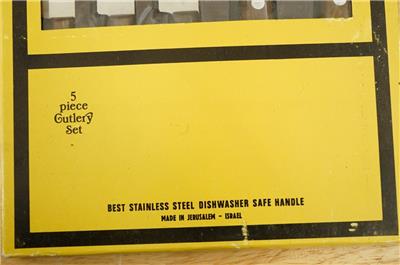 5
piece
Cutlery
Set
BEST STAINLESS STEEL DISHWASHER SAFE HANDLE
MADE IN JERUSALEM - ISRAEL